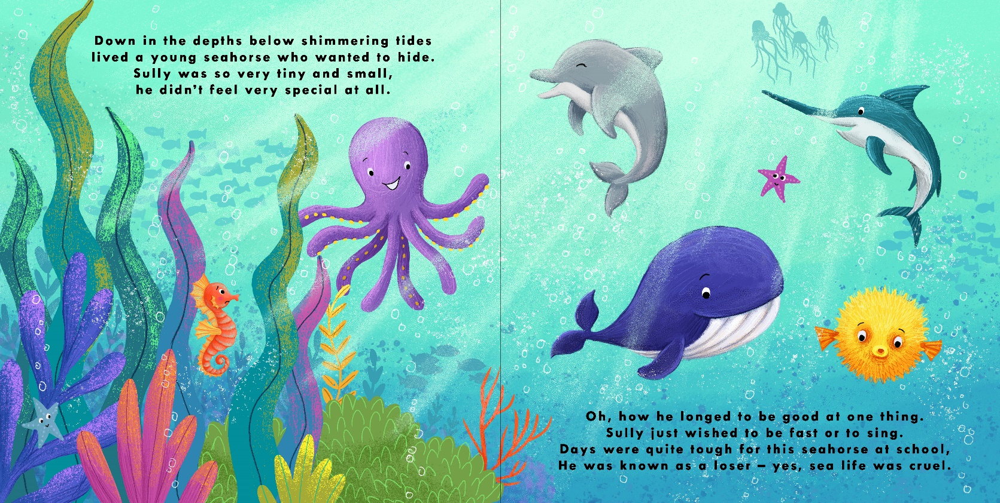 Down in the depths below shimmering tides
lived a young seahorse who wanted to hide.
Sully was so very tiny and small,
he didn't feel very special at all.
Oh, how he longed to be good at one thing.
Sully just wished to be fast or to sing.
Days were quite tough for this seahorse at school,
He was known as a loser – yes, sea life was cruel.